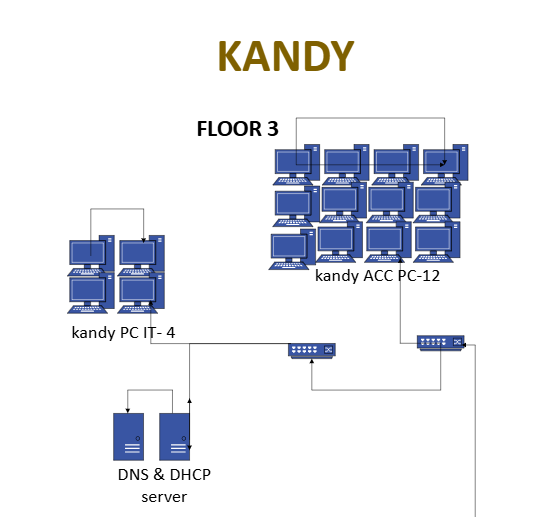 KANDY
FLOOR 3
kandy ACC PC-12
kandy PC IT- 4
DNS & DHCP
server